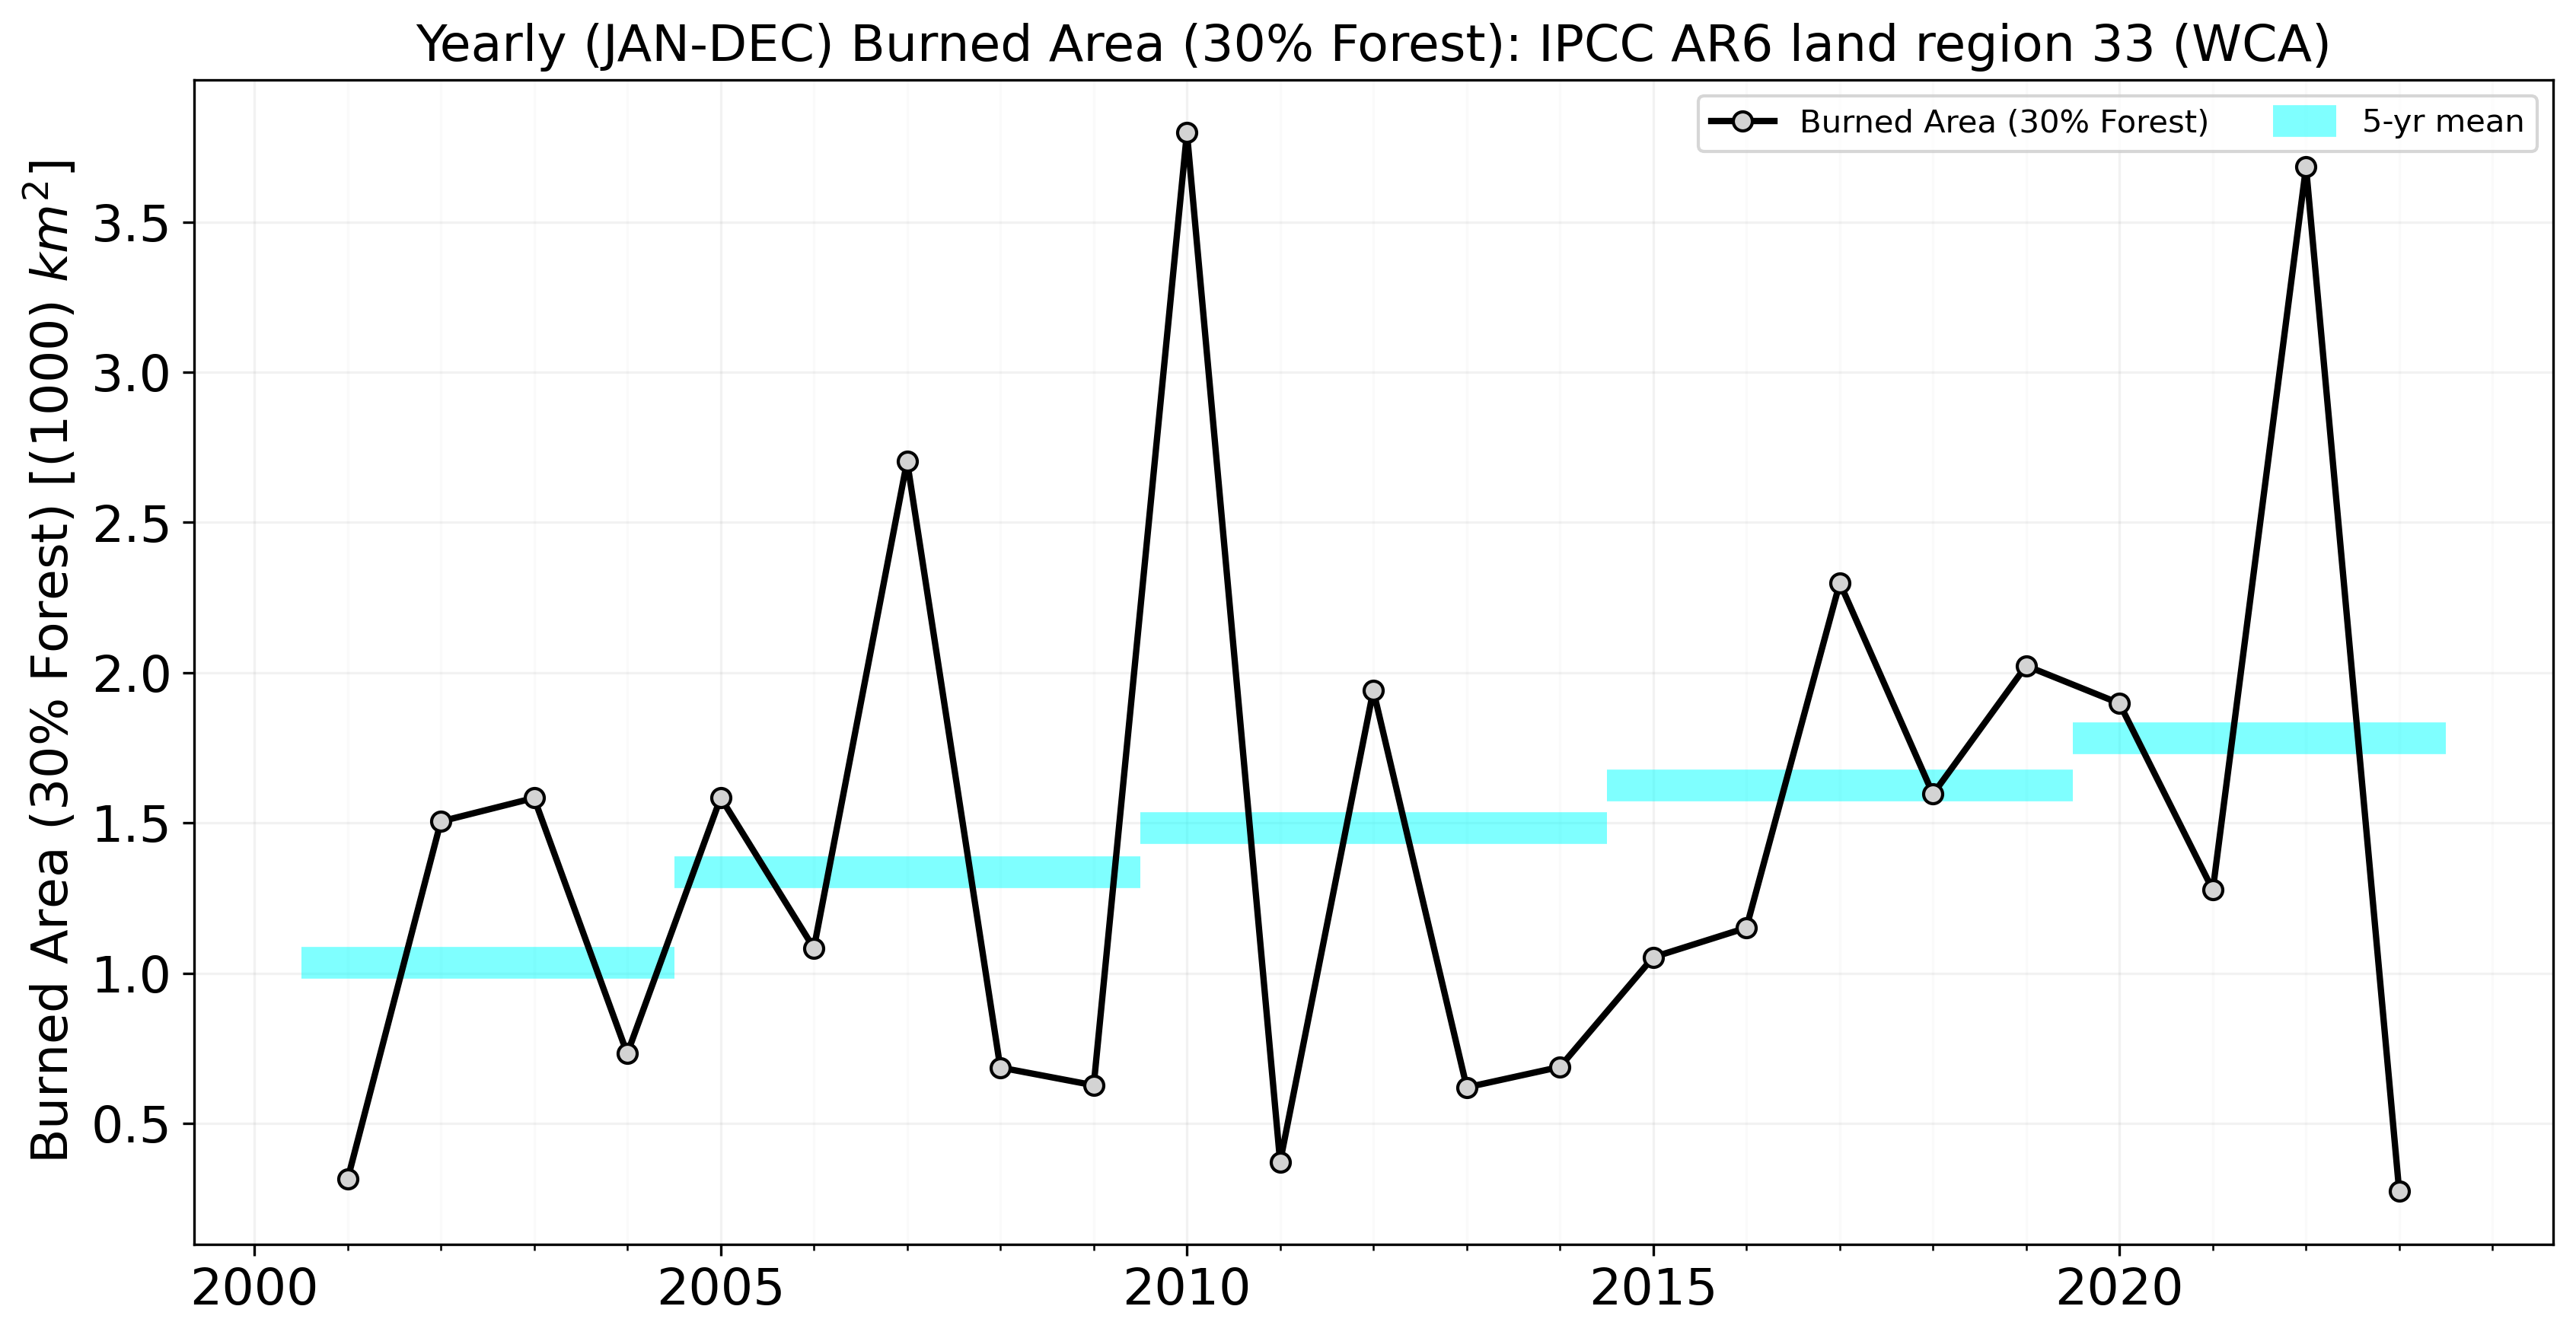 Yearly (JAN-DEC) Burned Area (30% Forest): IPCC AR6 land region 33 (WCA)
Burned Area (30% Forest)
5-yr mean
Burned Area (30% Forest) [(1000) km²]
3.5
3.0
2.5
2.0
1.5
1.0
0.5
2000 2005 2010 2015 2020